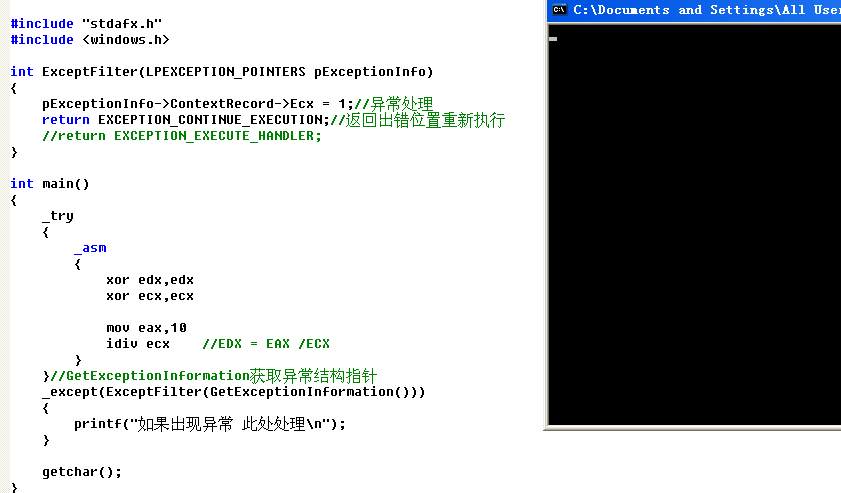 #include "stdafx.h"
#include <windows.h>
int ExceptFilter(LPEXCEPTION_POINTERS pExceptionInfo)
{
pExceptionInfo->ContextRecord->Ecx = 1;//异常处理
return EXCEPTION_CONTINUE_EXECUTION;//返回出错位置重新执行
//return EXCEPTION_EXECUTE_HANDLER;
}
int main()
{
_try
{
_asm
{
xor edx,edx
xor ecx,ecx
mov eax,10
idiv ecx //EDX = EAX /ECX
}
}//GetExceptionInformation获取异常结构指针
_except(ExceptFilter(GetExceptionInformation()))
{
printf("如果出现异常 此处处理\n");
}
getchar();
}
C:\Documents and Settings\All User